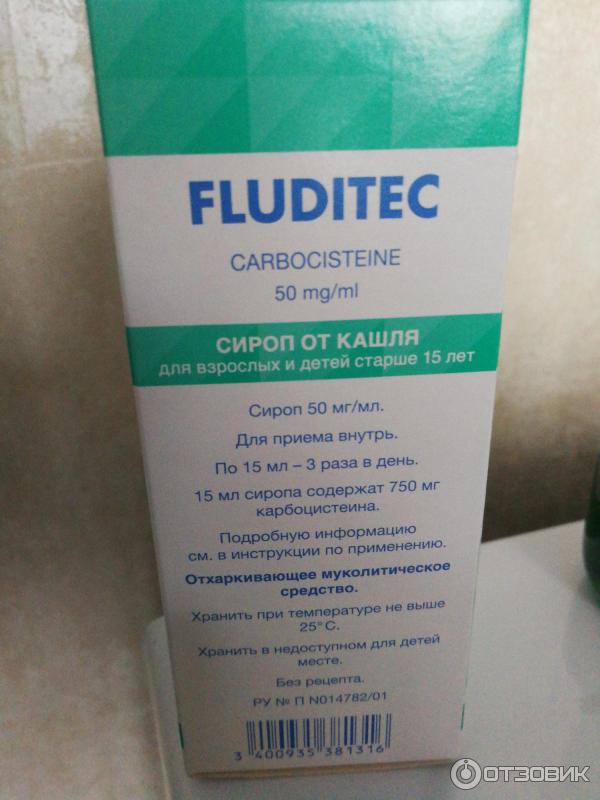 FLUDITEC
CARBOCISTEINE
50 mg/ml
СИРОП ОТ КАШЛЯ
для взрослых и детей старше 15 лет
Сироп 50 мг/мл.
Для приема внутрь.
По 15 мл – 3 раза в день.
15 мл сиропа содержат 750 мг
карбоцистеина.
Подробную информацию
см. в инструкции по применению.
Отхаркивающее муколитическое
средство.
Хранить при температуре не выше
25° С.
Хранить в недоступном для детей
месте.
Без рецепта.
РУ № П N014782/01
3 400935 381316
ОТЗОВИК